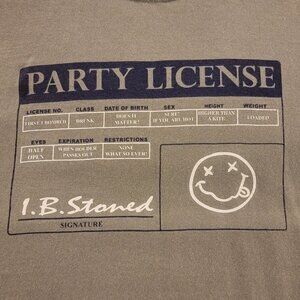 PARTY LICENSE
LICENSE NO. CLASS DATE OF BIRTH SEX HEIGHT WEIGHT
DOES IT SURE! HIGHER THAN
FIRST I BONHED DRUNK MATTER? IF YOU ARE HOT A KITE LOADED
EYES EXPIRATION RESTRICTIONS
HALF WHEN HOLDER NONE
OPEN PASSES OUT WHAT SO EVER!
I.B.Stoned
SIGNATURE